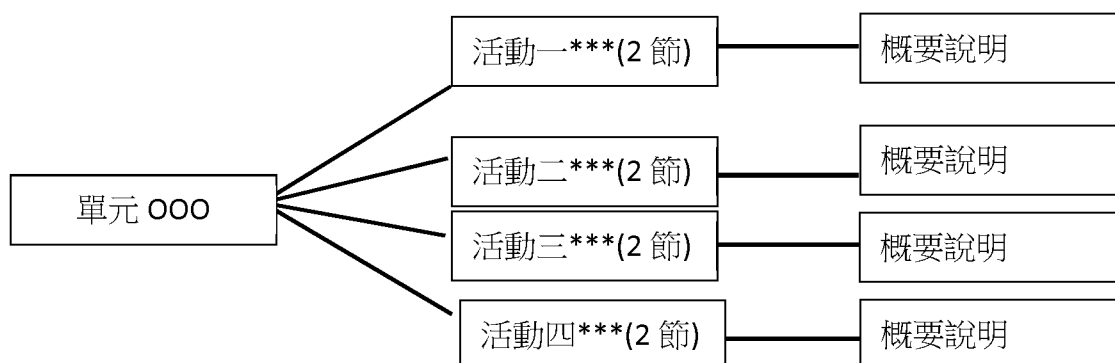 單元 OOO
活動一***(2 節)
概要說明
活動二***(2 節)
概要說明
活動三***(2 節)
概要說明
活動四***(2 節)
概要說明